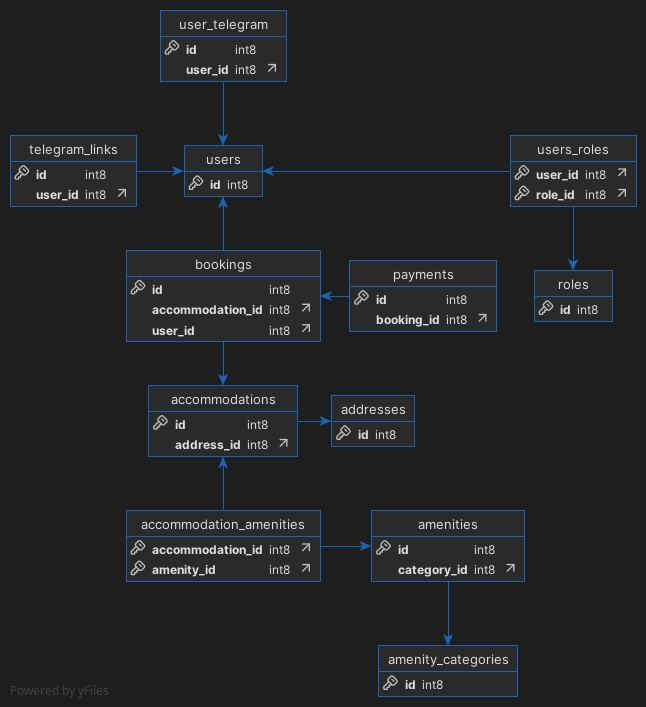 user_telegram
id int8
user_id int8
telegram_links
id int8
user_id int8
users
id int8
users_roles
user_id int8
role_id int8
bookings
id int8
accommodation_id int8
user_id int8
payments
id int8
booking_id int8
roles
id int8
accommodations
id int8
address_id int8
addresses
id int8
accommodation_amenities
accommodation_id int8
amenity_id int8
amenities
id int8
category_id int8
amenity_categories
id int8
Powered by yFiles